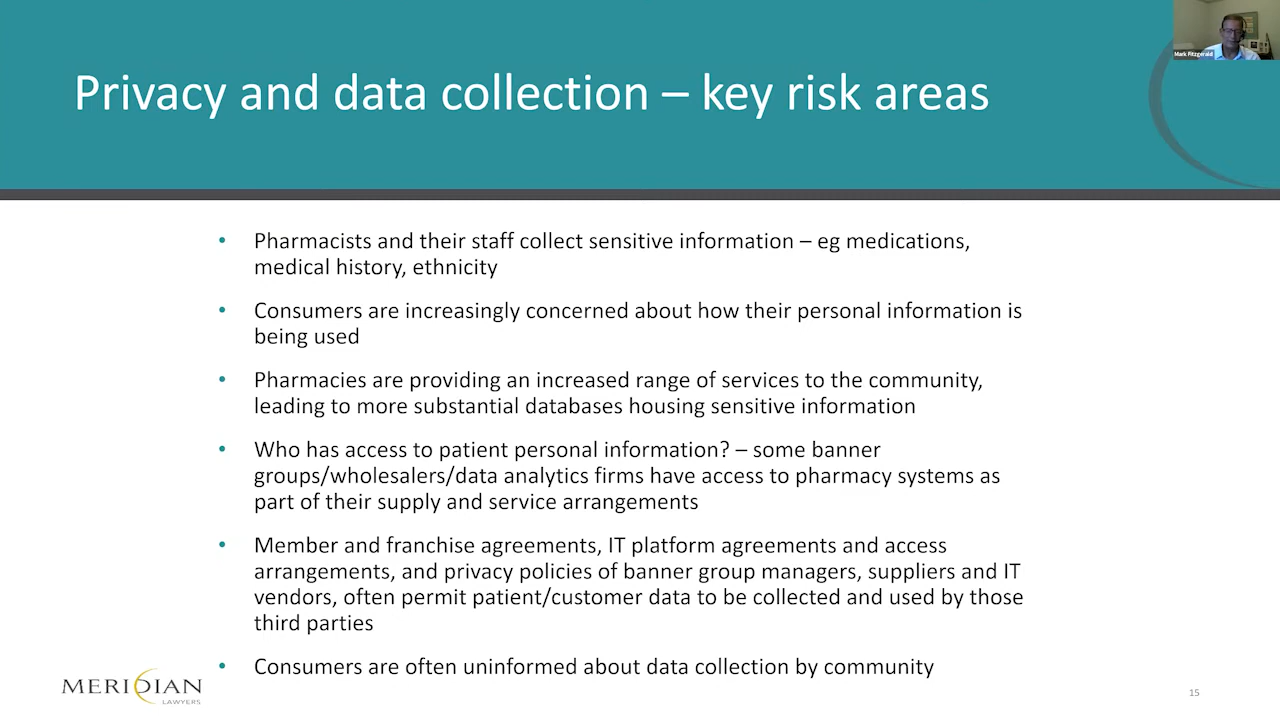 Mark Fitzgerald
Privacy and data collection – key risk areas
• Pharmacists and their staff collect sensitive information – eg medications,
medical history, ethnicity
• Consumers are increasingly concerned about how their personal information is
being used
• Pharmacies are providing an increased range of services to the community,
leading to more substantial databases housing sensitive information
• Who has access to patient personal information? – some banner
groups/wholesalers/data analytics firms have access to pharmacy systems as
part of their supply and service arrangements
• Member and franchise agreements, IT platform agreements and access
arrangements, and privacy policies of banner group managers, suppliers and IT
vendors, often permit patient/customer data to be collected and used by those
third parties
• Consumers are often uninformed about data collection by community
MERIDIAN
LAWYERS
15